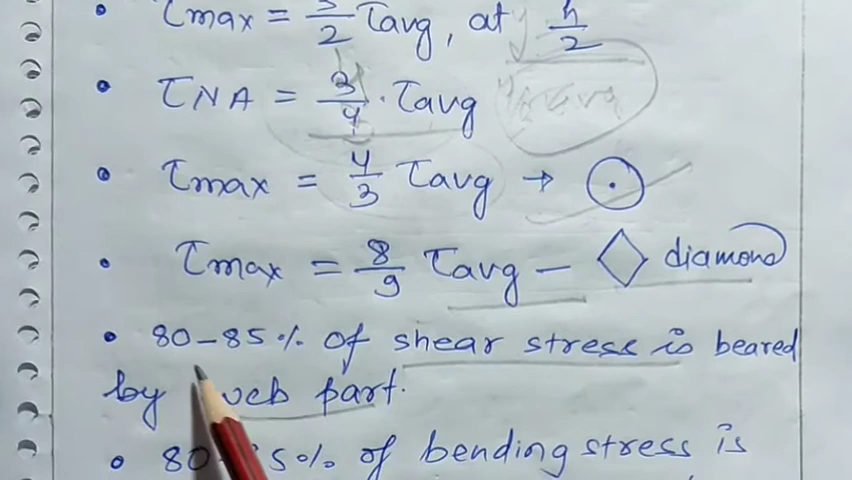 • τmax = 3/2 τavg, at h/2
• τNA = 3/4 · τavg
• τmax = 4/3 τavg →
• τmax = 8/9 τavg — diamond
• 80-85% of shear stress is beared
by web part.
• 80-85% of bending stress is